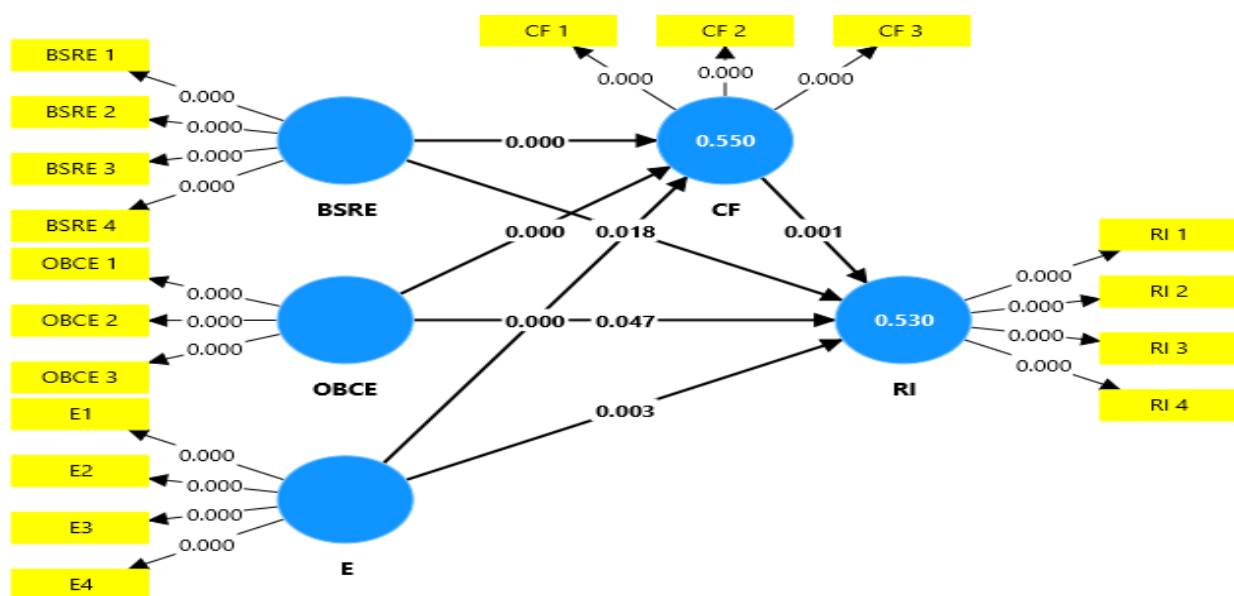 CF 1
CF 2
CF 3
BSRE 1
BSRE 2
BSRE 3
BSRE 4
0.000
0.000
0.000
0.000
0.000
0.000
0.000
BSRE
0.000
0.550
CF
OBCE 1
OBCE 2
OBCE 3
0.000
0.000
0.000
OBCE
0.000
0.018
0.001
0.000
0.047
0.530
RI
RI 1
RI 2
RI 3
RI 4
0.000
0.000
0.000
0.000
E1
E2
E3
E4
0.000
0.000
0.000
0.000
E
0.003